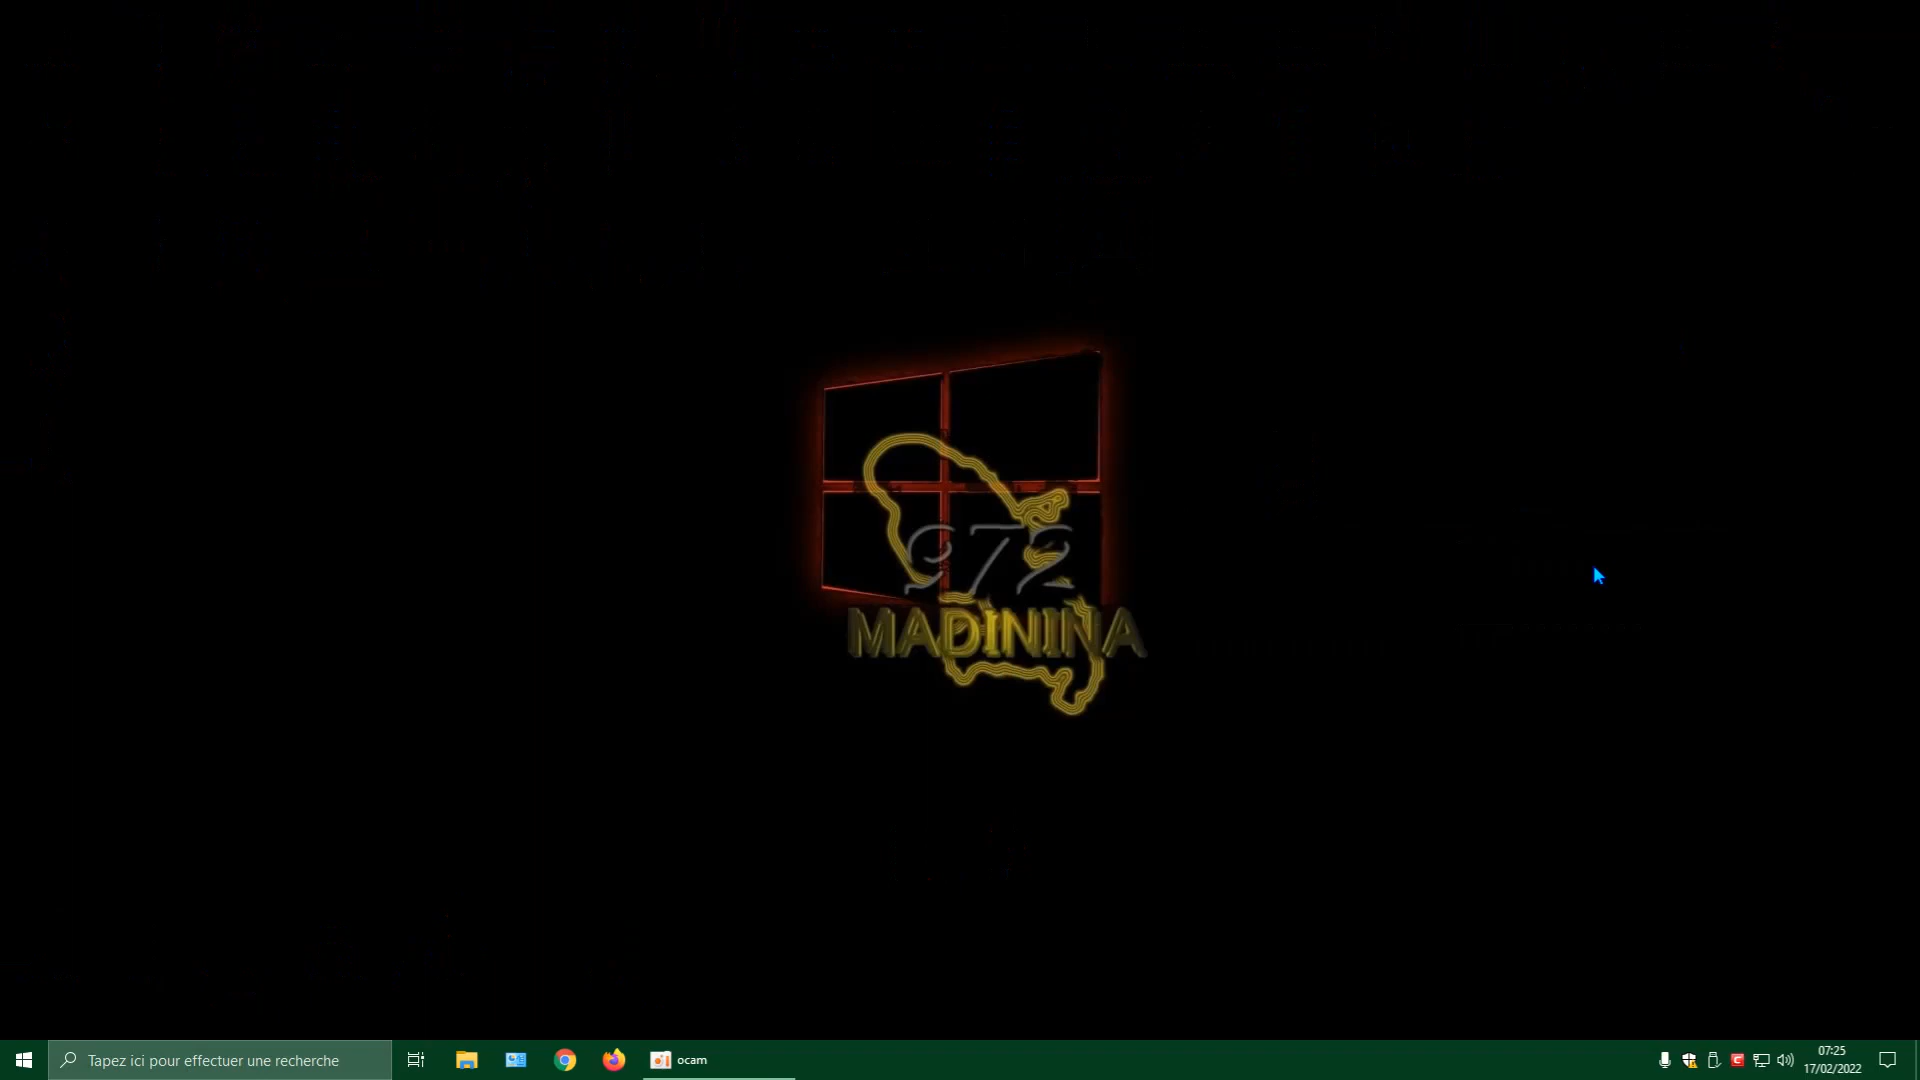 972
MADININA
Tapez ici pour effectuer une recherche
ocam
07:25
17/02/2022